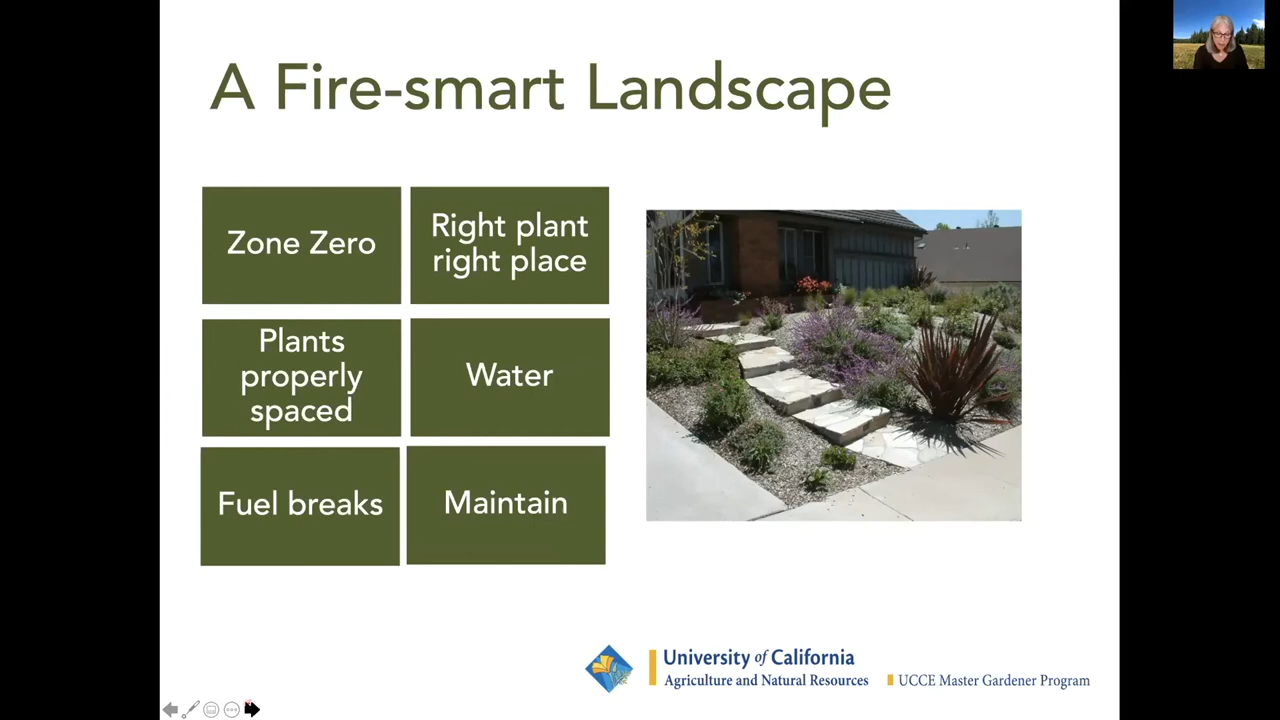 A Fire-smart Landscape
Zone Zero
Right plant
right place
Plants
properly
spaced
Water
Fuel breaks
Maintain
University of California
Agriculture and Natural Resources
UCCE Master Gardener Program